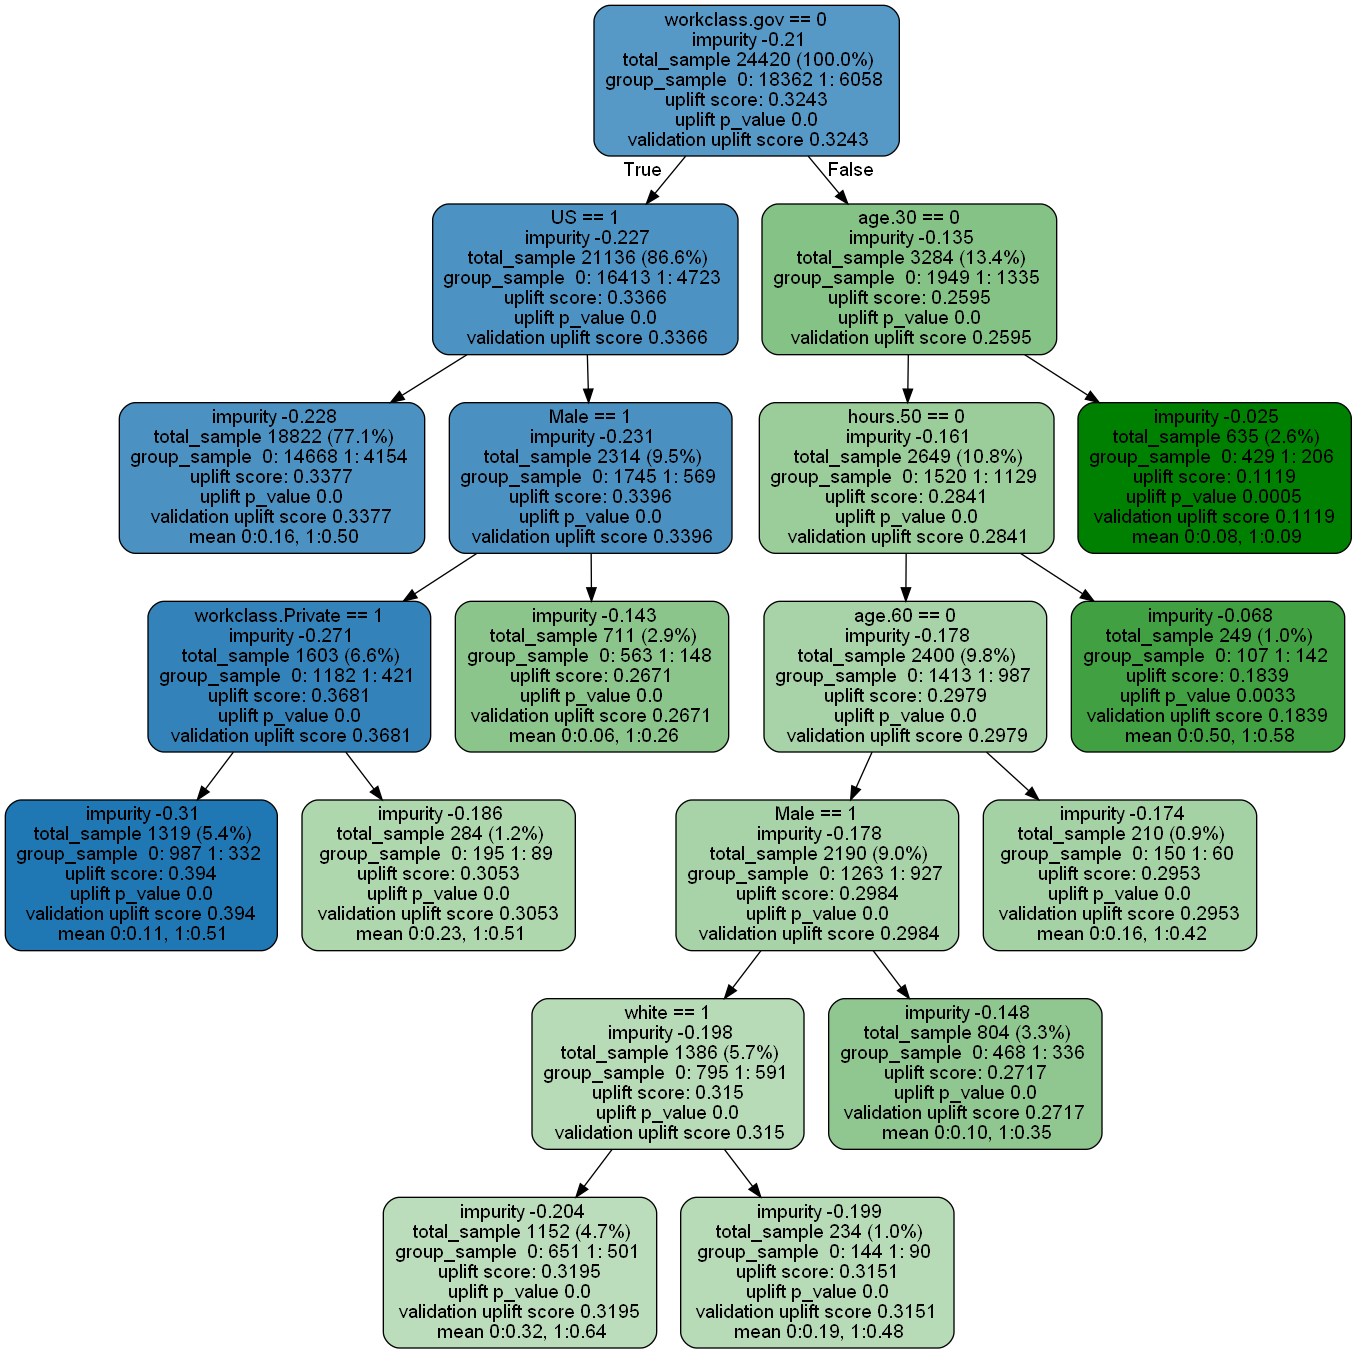 workclass.gov == 0
impurity -0.21
total_sample 24420 (100.0%)
group_sample  0: 18362 1: 6058
uplift score: 0.3243
uplift p_value 0.0
validation uplift score 0.3243
True
False
US == 1
impurity -0.227
total_sample 21136 (86.6%)
group_sample  0: 16413 1: 4723
uplift score: 0.3366
uplift p_value 0.0
validation uplift score 0.3366
age.30 == 0
impurity -0.135
total_sample 3284 (13.4%)
group_sample  0: 1949 1: 1335
uplift score: 0.2595
uplift p_value 0.0
validation uplift score 0.2595
impurity -0.228
total_sample 18822 (77.1%)
group_sample  0: 14668 1: 4154
uplift score: 0.3377
uplift p_value 0.0
validation uplift score 0.3377
mean 0:0.16, 1:0.50
Male == 1
impurity -0.231
total_sample 2314 (9.5%)
group_sample  0: 1745 1: 569
uplift score: 0.3396
uplift p_value 0.0
validation uplift score 0.3396
hours.50 == 0
impurity -0.161
total_sample 2649 (10.8%)
group_sample  0: 1520 1: 1129
uplift score: 0.2841
uplift p_value 0.0
validation uplift score 0.2841
impurity -0.025
total_sample 635 (2.6%)
group_sample  0: 429 1: 206
uplift score: 0.1119
uplift p_value 0.0005
validation uplift score 0.1119
mean 0:0.08, 1:0.09
workclass.Private == 1
impurity -0.271
total_sample 1603 (6.6%)
group_sample  0: 1182 1: 421
uplift score: 0.3681
uplift p_value 0.0
validation uplift score 0.3681
impurity -0.143
total_sample 711 (2.9%)
group_sample  0: 563 1: 148
uplift score: 0.2671
uplift p_value 0.0
validation uplift score 0.2671
mean 0:0.06, 1:0.26
age.60 == 0
impurity -0.178
total_sample 2400 (9.8%)
group_sample  0: 1413 1: 987
uplift score: 0.2979
uplift p_value 0.0
validation uplift score 0.2979
impurity -0.068
total_sample 249 (1.0%)
group_sample  0: 107 1: 142
uplift score: 0.1839
uplift p_value 0.0033
validation uplift score 0.1839
mean 0:0.50, 1:0.58
impurity -0.31
total_sample 1319 (5.4%)
group_sample  0: 987 1: 332
uplift score: 0.394
uplift p_value 0.0
validation uplift score 0.394
mean 0:0.11, 1:0.51
impurity -0.186
total_sample 284 (1.2%)
group_sample  0: 195 1: 89
uplift score: 0.3053
uplift p_value 0.0
validation uplift score 0.3053
mean 0:0.23, 1:0.51
Male == 1
impurity -0.178
total_sample 2190 (9.0%)
group_sample  0: 1263 1: 927
uplift score: 0.2984
uplift p_value 0.0
validation uplift score 0.2984
impurity -0.174
total_sample 210 (0.9%)
group_sample  0: 150 1: 60
uplift score: 0.2953
uplift p_value 0.0
validation uplift score 0.2953
mean 0:0.16, 1:0.42
white == 1
impurity -0.198
total_sample 1386 (5.7%)
group_sample  0: 795 1: 591
uplift score: 0.315
uplift p_value 0.0
validation uplift score 0.315
impurity -0.148
total_sample 804 (3.3%)
group_sample  0: 468 1: 336
uplift score: 0.2717
uplift p_value 0.0
validation uplift score 0.2717
mean 0:0.10, 1:0.35
impurity -0.204
total_sample 1152 (4.7%)
group_sample  0: 651 1: 501
uplift score: 0.3195
uplift p_value 0.0
validation uplift score 0.3195
mean 0:0.32, 1:0.64
impurity -0.199
total_sample 234 (1.0%)
group_sample  0: 144 1: 90
uplift score: 0.3151
uplift p_value 0.0
validation uplift score 0.3151
mean 0:0.19, 1:0.48